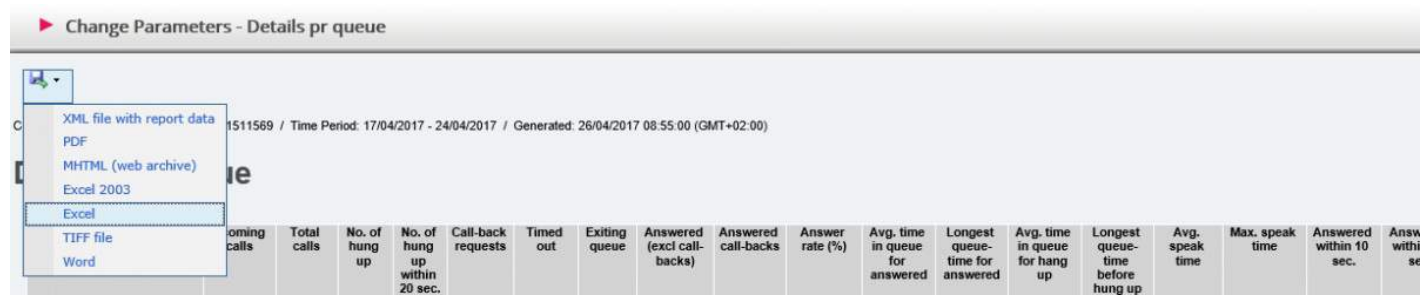 Change Parameters - Details pr queue
XML file with report data
PDF
MHTML (web archive)
Excel 2003
Excel
TIFF file
Word
1511569 / Time Period: 17/04/2017 - 24/04/2017 / Generated: 26/04/2017 08:55:00 (GMT+02:00)
calls
Total calls
No. of hung up
No. of hung up within 20 sec.
Call-back requests
Timed out
Exiting queue
Answered (excl call-backs)
Answered call-backs
Answer rate (%)
Avg. time in queue for answered
Longest queue-time for answered
Avg. time in queue for hang up
Longest queue-time before hung up
Avg. speak time
Max. speak time
Answered within 10 sec.